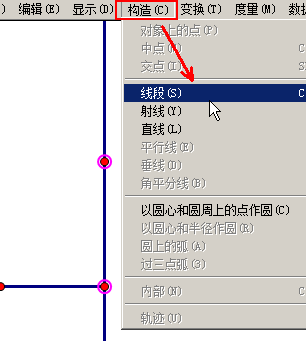 ) 编辑(E) 显示(D) 构造(C) 变换(T) 度量(M) 数据
对象上的点(P)
中点(M) C
交点(I) S
线段(S) C
射线(Y)
直线(L)
平行线(E)
垂线(D)
角平分线(B)
以圆心和圆周上的点作圆(C)
以圆心和半径作圆(R)
圆上的弧(A)
过三点弧(3)
内部(N) C
轨迹(U)